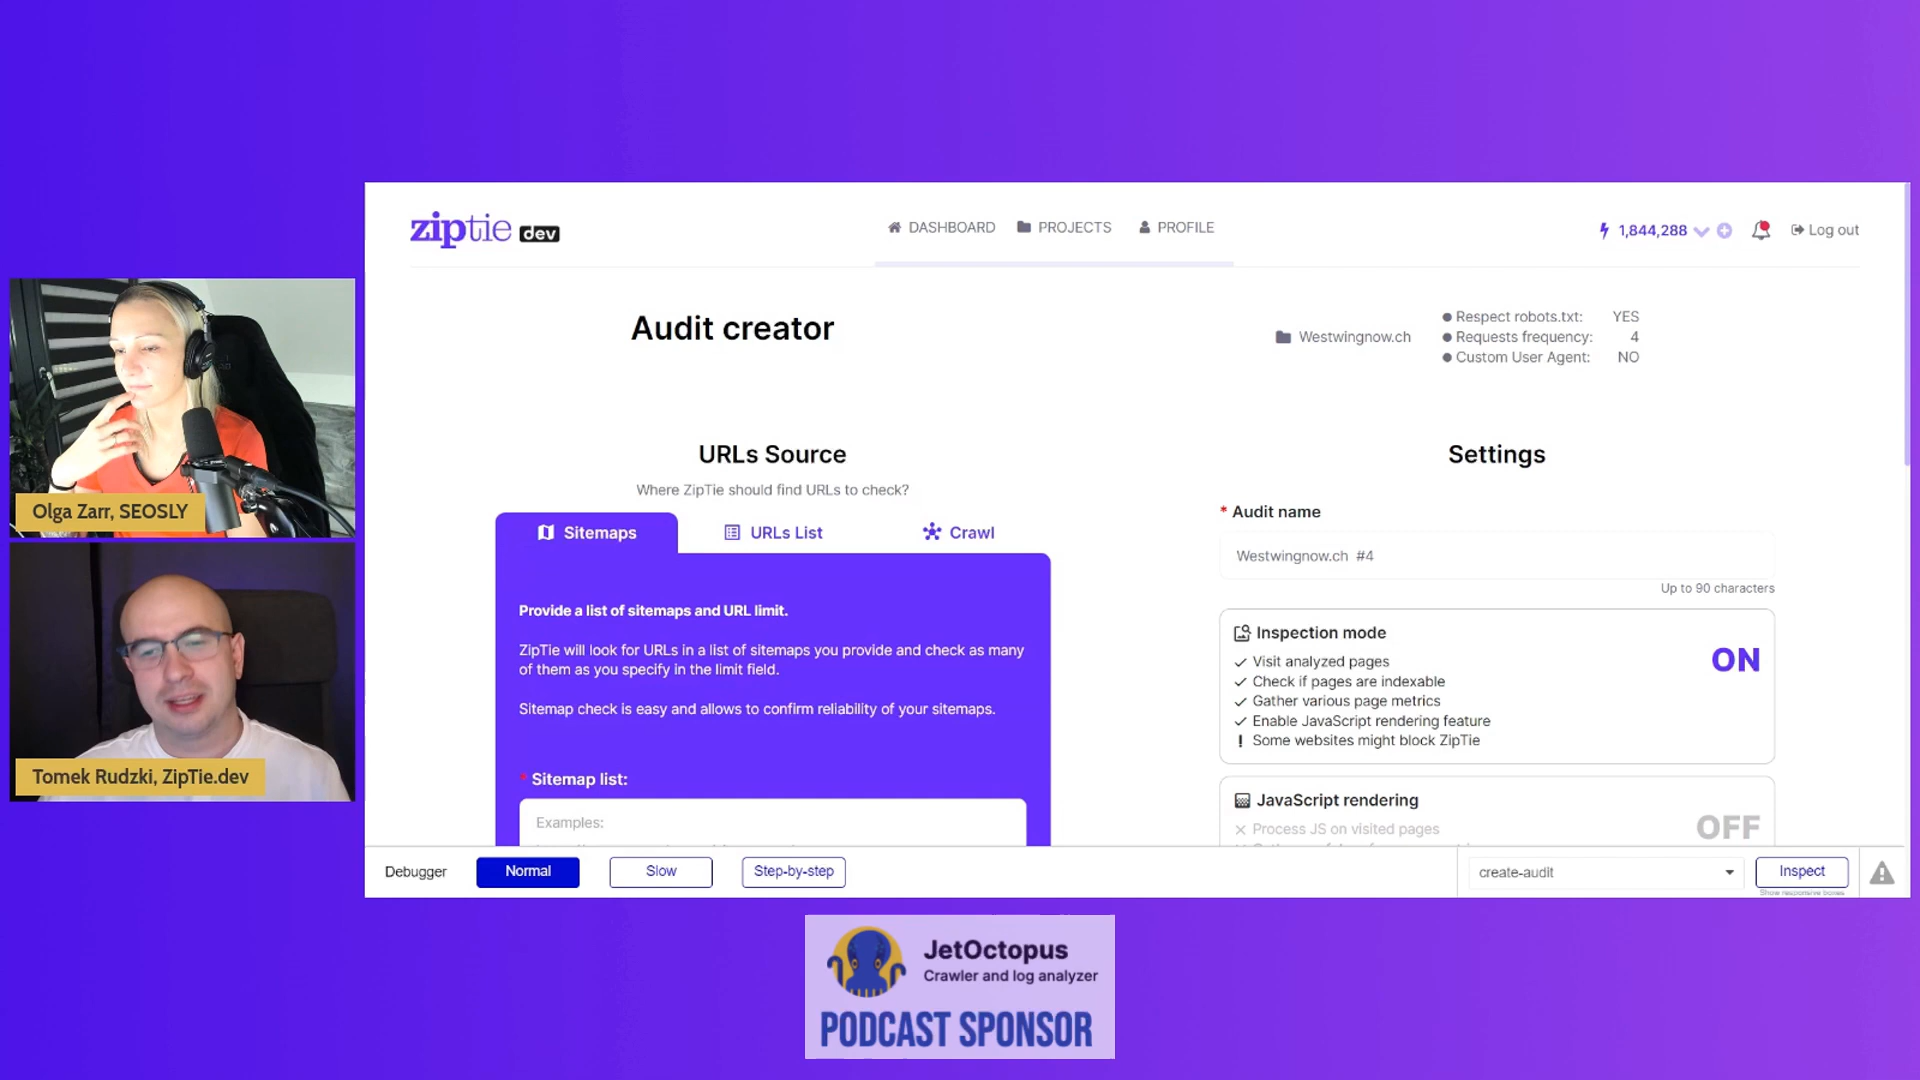 ziptie dev
DASHBOARD
PROJECTS
PROFILE
1,844,288
Log out
Audit creator
Westwingnow.ch
Respect robots.txt: YES
Requests frequency: 4
Custom User Agent: NO
URLs Source
Where ZipTie should find URLs to check?
Sitemaps
URLs List
Crawl
Provide a list of sitemaps and URL limit.
ZipTie will look for URLs in a list of sitemaps you provide and check as many
of them as you specify in the limit field.
Sitemap check is easy and allows to confirm reliability of your sitemaps.
* Sitemap list:
Examples:
Settings
* Audit name
Westwingnow.ch #4
Up to 90 characters
Inspection mode
ON
Visit analyzed pages
Check if pages are indexable
Gather various page metrics
Enable JavaScript rendering feature
Some websites might block ZipTie
JavaScript rendering
OFF
Process JS on visited pages
Debugger
Normal
Slow
Step-by-step
create-audit
Inspect
Show responsive boxes
Olga Zarr, SEOSLY
Tomek Rudzki, ZipTie.dev
JetOctopus
Crawler and log analyzer
PODCAST SPONSOR